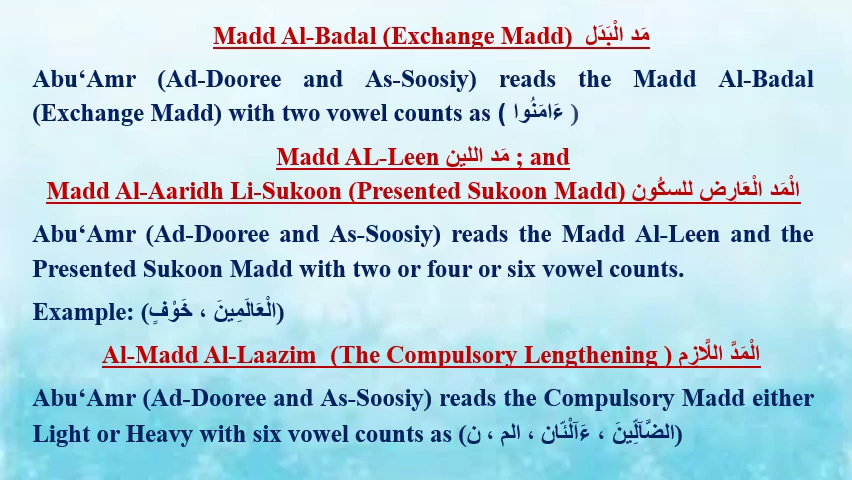 Madd Al-Badal (Exchange Madd) مَد الْبَدَل
Abu‘Amr (Ad-Dooree and As-Soosiy) reads the Madd Al-Badal
(Exchange Madd) with two vowel counts as ( ءَامَنُوا )
Madd AL-Leen مَد اللين ; and
Madd Al-Aaridh Li-Sukoon (Presented Sukoon Madd) الْمَد الْعَارِض للسكُون
Abu‘Amr (Ad-Dooree and As-Soosiy) reads the Madd Al-Leen and the
Presented Sukoon Madd with two or four or six vowel counts.
Example: (الْعَالَمِينَ ، خَوْفٍ)
Al-Madd Al-Laazim (The Compulsory Lengthening ) الْمَدَّ اللَّازِم
Abu‘Amr (Ad-Dooree and As-Soosiy) reads the Compulsory Madd either
Light or Heavy with six vowel counts as (الضَّآلِّينَ ، ءَآلْـَٔـٰن ، الم ، ن)